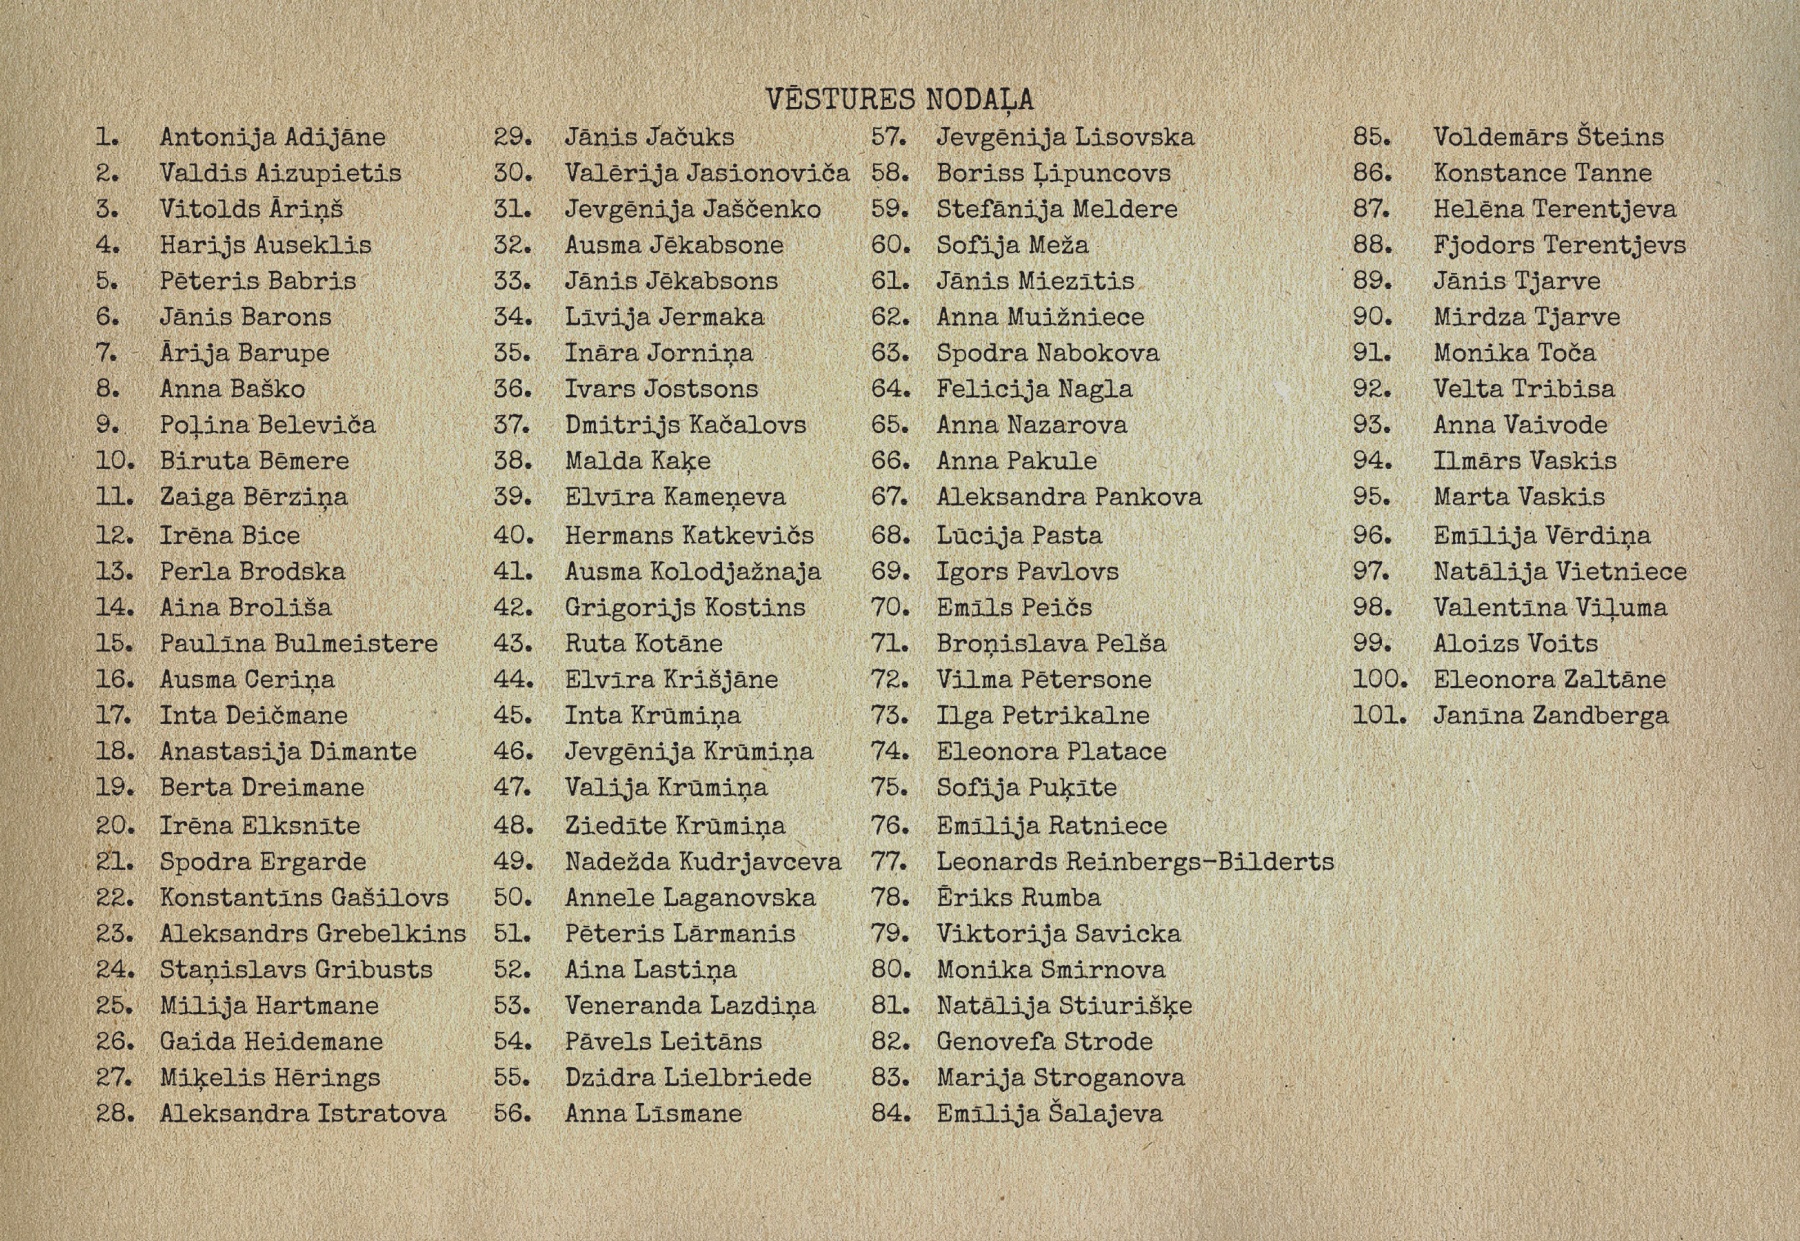 VĒSTURES NODAĻA
1. Antonija Adijāne
2. Valdis Aizupietis
3. Vitolds Āriņš
4. Harijs Auseklis
5. Pēteris Babris
6. Jānis Barons
7. Ārija Barupe
8. Anna Baško
9. Poļina Beleviča
10. Biruta Bēmere
11. Zaiga Bērziņa
12. Irēna Bice
13. Perla Brodska
14. Aina Broliša
15. Paulīna Bulmeistere
16. Ausma Ceriņa
17. Inta Deičmane
18. Anastasija Dimante
19. Berta Dreimane
20. Irēna Elksnīte
21. Spodra Ergarde
22. Konstantīns Gašilovs
23. Aleksandrs Grebelkins
24. Staņislavs Gribusts
25. Milija Hartmane
26. Gaida Heidemane
27. Miķelis Hērings
28. Aleksandra Istratova
29. Jānis Jačuks
30. Valērija Jasionoviča
31. Jevgēnija Jaščenko
32. Ausma Jēkabsone
33. Jānis Jēkabsons
34. Līvija Jermaka
35. Ināra Jorniņa
36. Ivars Jostsons
37. Dmitrijs Kačalovs
38. Malda Kaķe
39. Elvīra Kameņeva
40. Hermans Katkevičs
41. Ausma Kolodjažnaja
42. Grigorijs Kostins
43. Ruta Kotāne
44. Elvīra Krišjāne
45. Inta Krūmiņa
46. Jevgēnija Krūmiņa
47. Valija Krūmiņa
48. Ziedīte Krūmiņa
49. Nadežda Kudrjavceva
50. Annele Laganovska
51. Pēteris Lārmanis
52. Aina Lastiņa
53. Veneranda Lazdiņa
54. Pāvels Leitāns
55. Dzidra Lielbriede
56. Anna Līsmane
57. Jevgēnija Lisovska
58. Boriss Ļipuncovs
59. Stefānija Meldere
60. Sofija Meža
61. Jānis Miezītis
62. Anna Muižniece
63. Spodra Nabokova
64. Felicija Nagla
65. Anna Nazarova
66. Anna Pakule
67. Aleksandra Pankova
68. Lūcija Pasta
69. Igors Pavlovs
70. Emīls Peičs
71. Broņislava Pelša
72. Vilma Pētersone
73. Ilga Petrikalne
74. Eleonora Platace
75. Sofija Puķīte
76. Emīlija Ratniece
77. Leonards Reinbergs-Bilderts
78. Ēriks Rumba
79. Viktorija Savicka
80. Monika Smirnova
81. Natālija Stiurišķe
82. Genovefa Strode
83. Marija Stroganova
84. Emīlija Šalajeva
85. Voldemārs Šteins
86. Konstance Tanne
87. Helēna Terentjeva
88. Fjodors Terentjevs
89. Jānis Tjarve
90. Mirdza Tjarve
91. Monika Toča
92. Velta Tribisa
93. Anna Vaivode
94. Ilmārs Vaskis
95. Marta Vaskis
96. Emīlija Vērdiņa
97. Natālija Vietniece
98. Valentīna Viļuma
99. Aloizs Voits
100. Eleonora Zaltāne
101. Janīna Zandberga